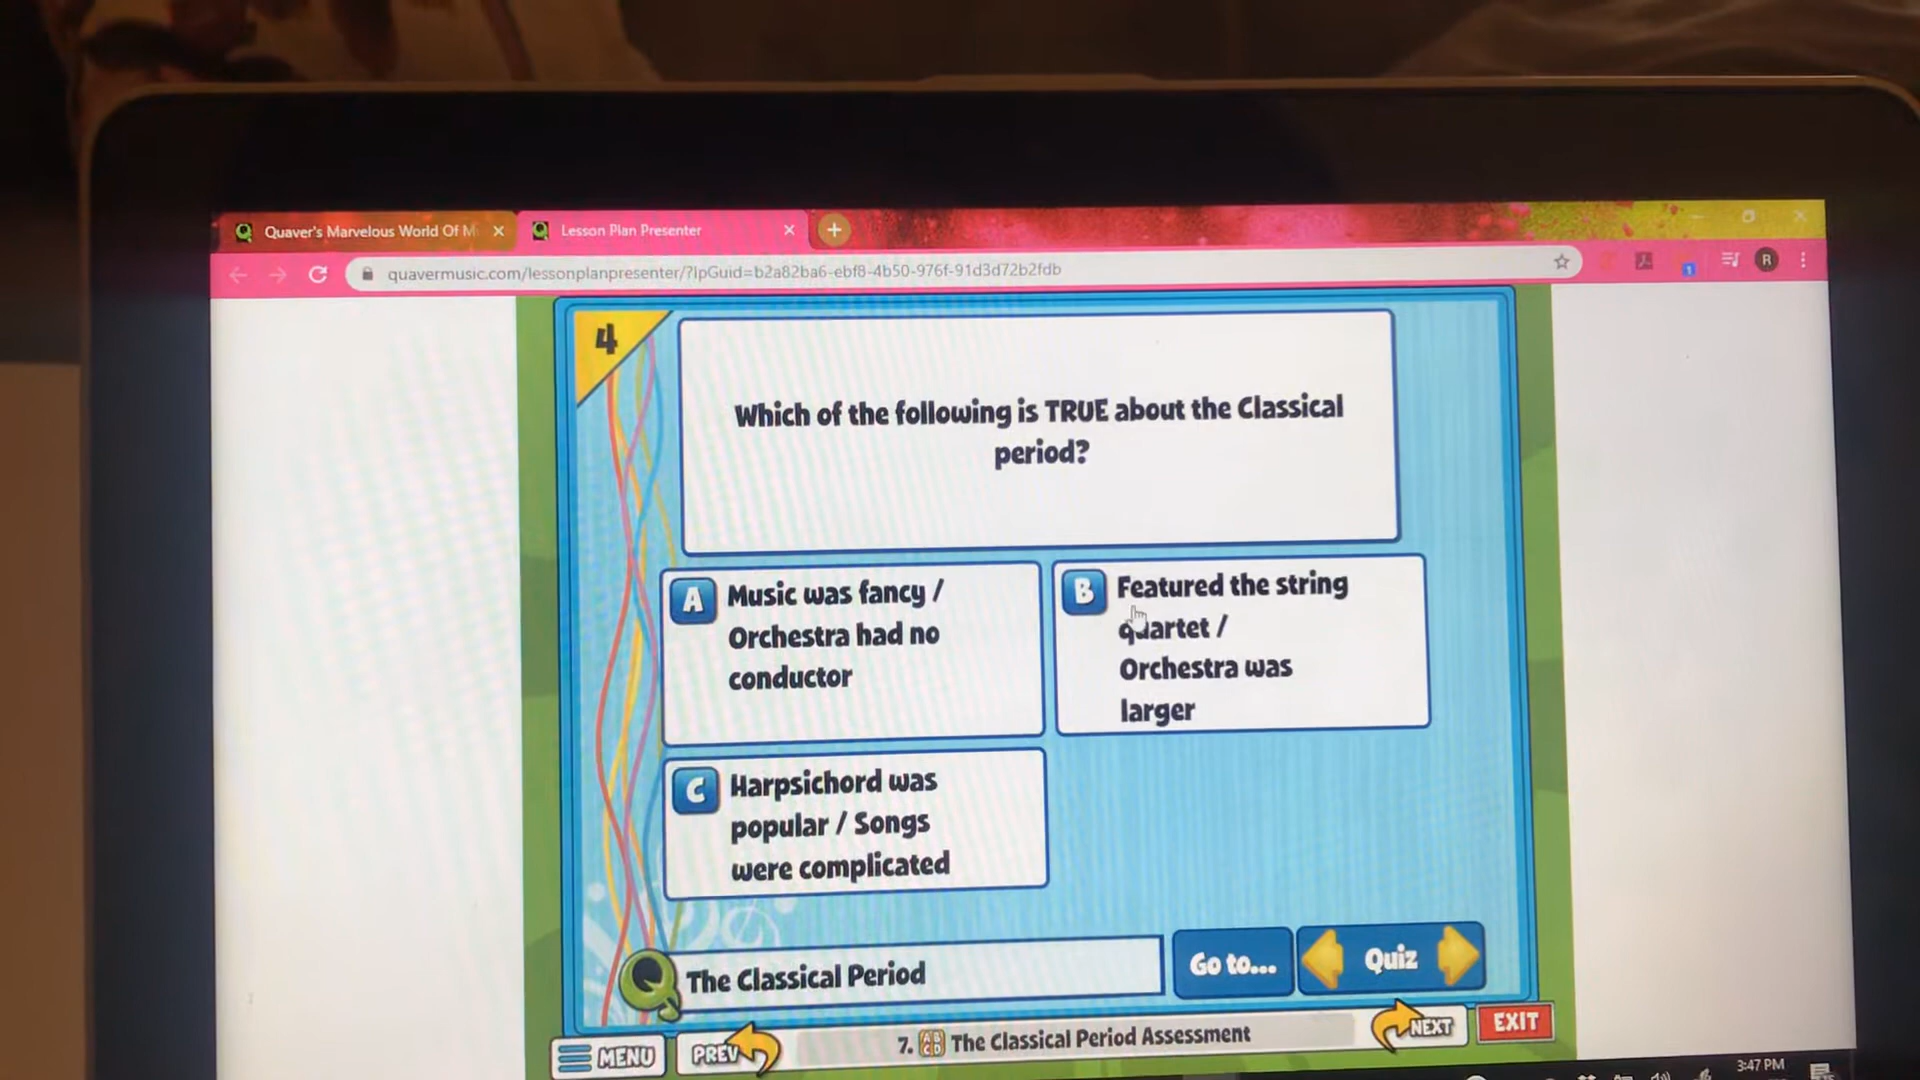 Quaver's Marvelous World Of M
Lesson Plan Presenter
quavermusic.com/lessonplanpresenter/?lpGuid=b2a82ba6-ebf8-4b50-976f-91d3d72b2fdb
R
1
4
Which of the following is TRUE about the Classical
period?
A Music was fancy /
Orchestra had no
conductor
B Featured the string
quartet /
Orchestra was
larger
C Harpsichord was
popular / Songs
were complicated
The Classical Period
Go to...
Quiz
MENU
PREV
7. ABCD The Classical Period Assessment
NEXT
EXIT
3:47 PM